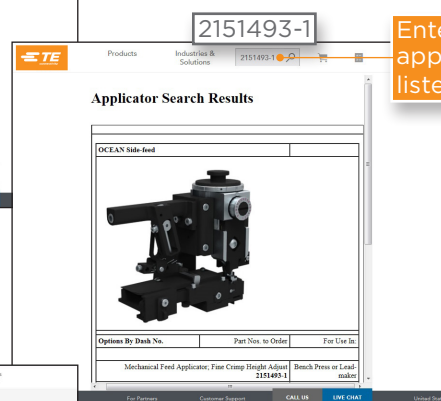 2151493-1
Ente
app
liste
TE
Products
Industries &
Solutions
2151493-1
Applicator Search Results
OCEAN Side-feed
Options By Dash No.
Part Nos. to Order
For Use In:
Mechanical Feed Applicator; Fine Crimp Height Adjust
2151493-1
Bench Press or Lead-
maker
For Partners
Customer Support
CALL US
LIVE CHAT
United Sta